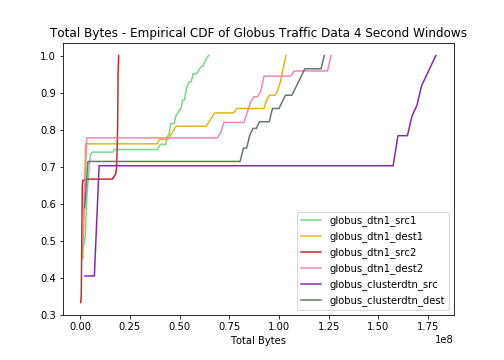 Total Bytes - Empirical CDF of Globus Traffic Data 4 Second Windows
1.0
0.9
0.8
0.7
0.6
0.5
0.4
0.3
globus_dtn1_src1
globus_dtn1_dest1
globus_dtn1_src2
globus_dtn1_dest2
globus_clusterdtn_src
globus_clusterdtn_dest
0.00 0.25 0.50 0.75 1.00 1.25 1.50 1.75
1e8
Total Bytes